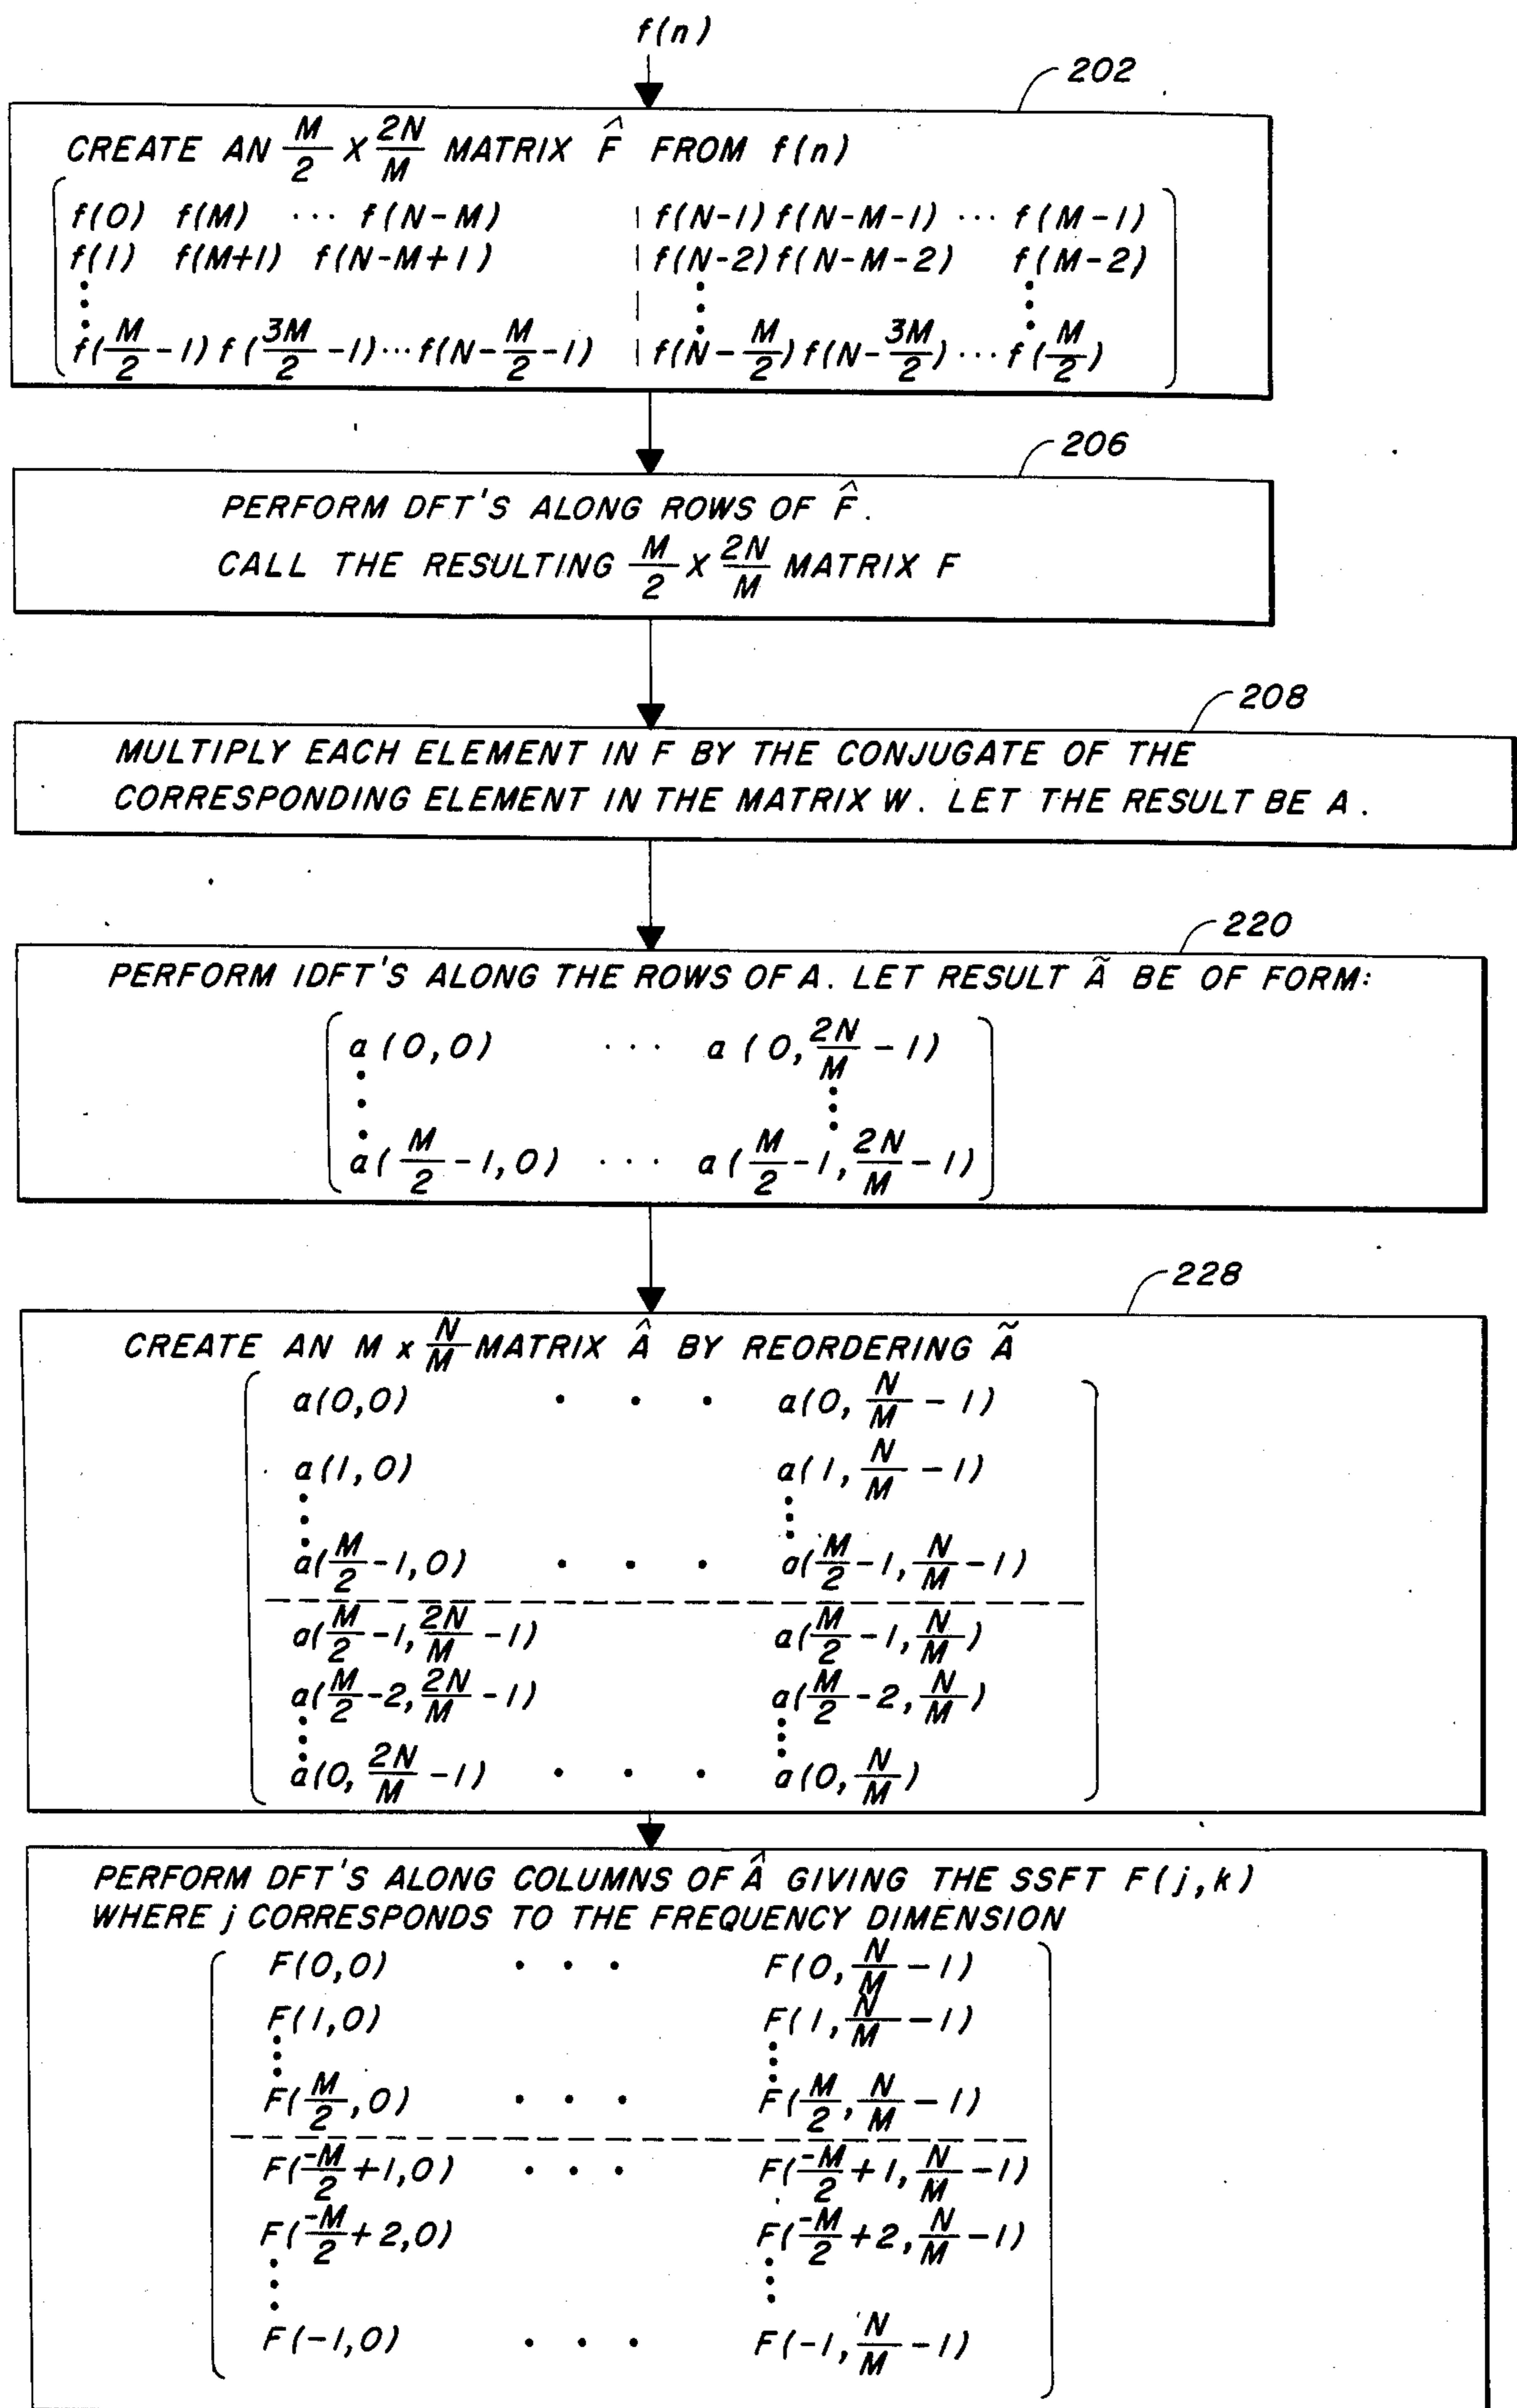 f(n)
202
CREATE AN M/2 X 2N/M MATRIX F̂ FROM f(n)
f(0) f(M) ··· f(N-M) | f(N-1) f(N-M-1) ··· f(M-1)
f(1) f(M+1) f(N-M+1) | f(N-2) f(N-M-2) f(M-2)
f(M/2-1) f(3M/2-1)···f(N-M/2-1) | f(N-M/2) f(N-3M/2)···f(M/2)
206
PERFORM DFT'S ALONG ROWS OF F̂.
CALL THE RESULTING M/2 X 2N/M MATRIX F
208
MULTIPLY EACH ELEMENT IN F BY THE CONJUGATE OF THE
CORRESPONDING ELEMENT IN THE MATRIX W. LET THE RESULT BE A.
220
PERFORM IDFT'S ALONG THE ROWS OF A. LET RESULT Ã BE OF FORM:
a(0,0) ··· a(0,2N/M-1)
a(M/2-1,0) ··· a(M/2-1,2N/M-1)
228
CREATE AN M x N/M MATRIX Â BY REORDERING Ã
a(0,0) · · · a(0,N/M-1)
a(1,0) a(1,N/M-1)
a(M/2-1,0) · · · a(M/2-1,N/M-1)
a(M/2-1,2N/M-1) a(M/2-1,N/M)
a(M/2-2,2N/M-1) a(M/2-2,N/M)
a(0,2N/M-1) · · · a(0,N/M)
PERFORM DFT'S ALONG COLUMNS OF Â GIVING THE SSFT F(j,k)
WHERE j CORRESPONDS TO THE FREQUENCY DIMENSION
F(0,0) · · · F(0,N/M-1)
F(1,0) F(1,N/M-1)
F(M/2,0) · · · F(M/2,N/M-1)
F(-M/2+1,0) · · · F(-M/2+1,N/M-1)
F(-M/2+2,0) F(-M/2+2,N/M-1)
F(-1,0) · · · F(-1,N/M-1)